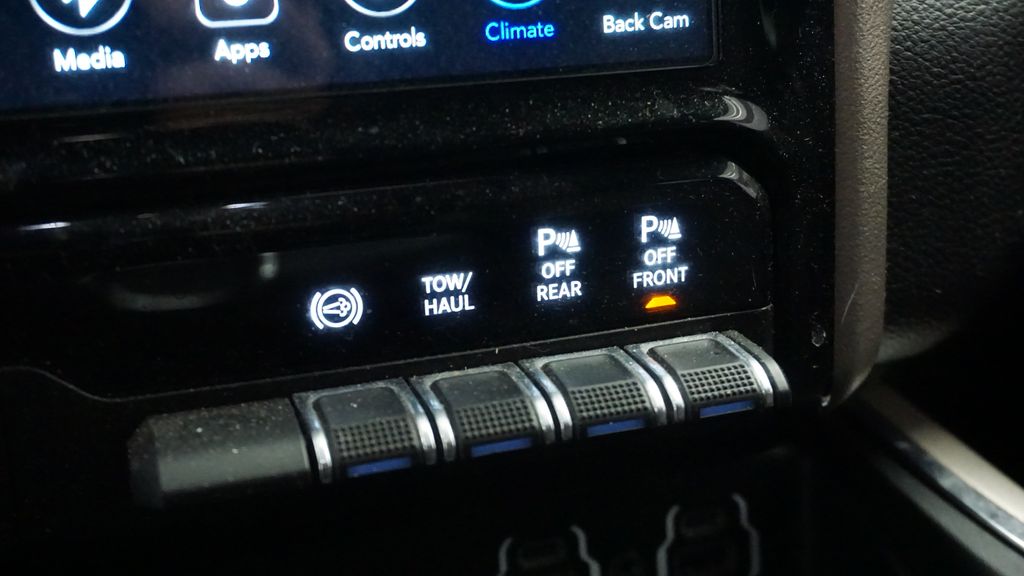 Media Apps Controls Climate Back Cam
TOW/
HAUL
P
OFF
REAR
P
OFF
FRONT